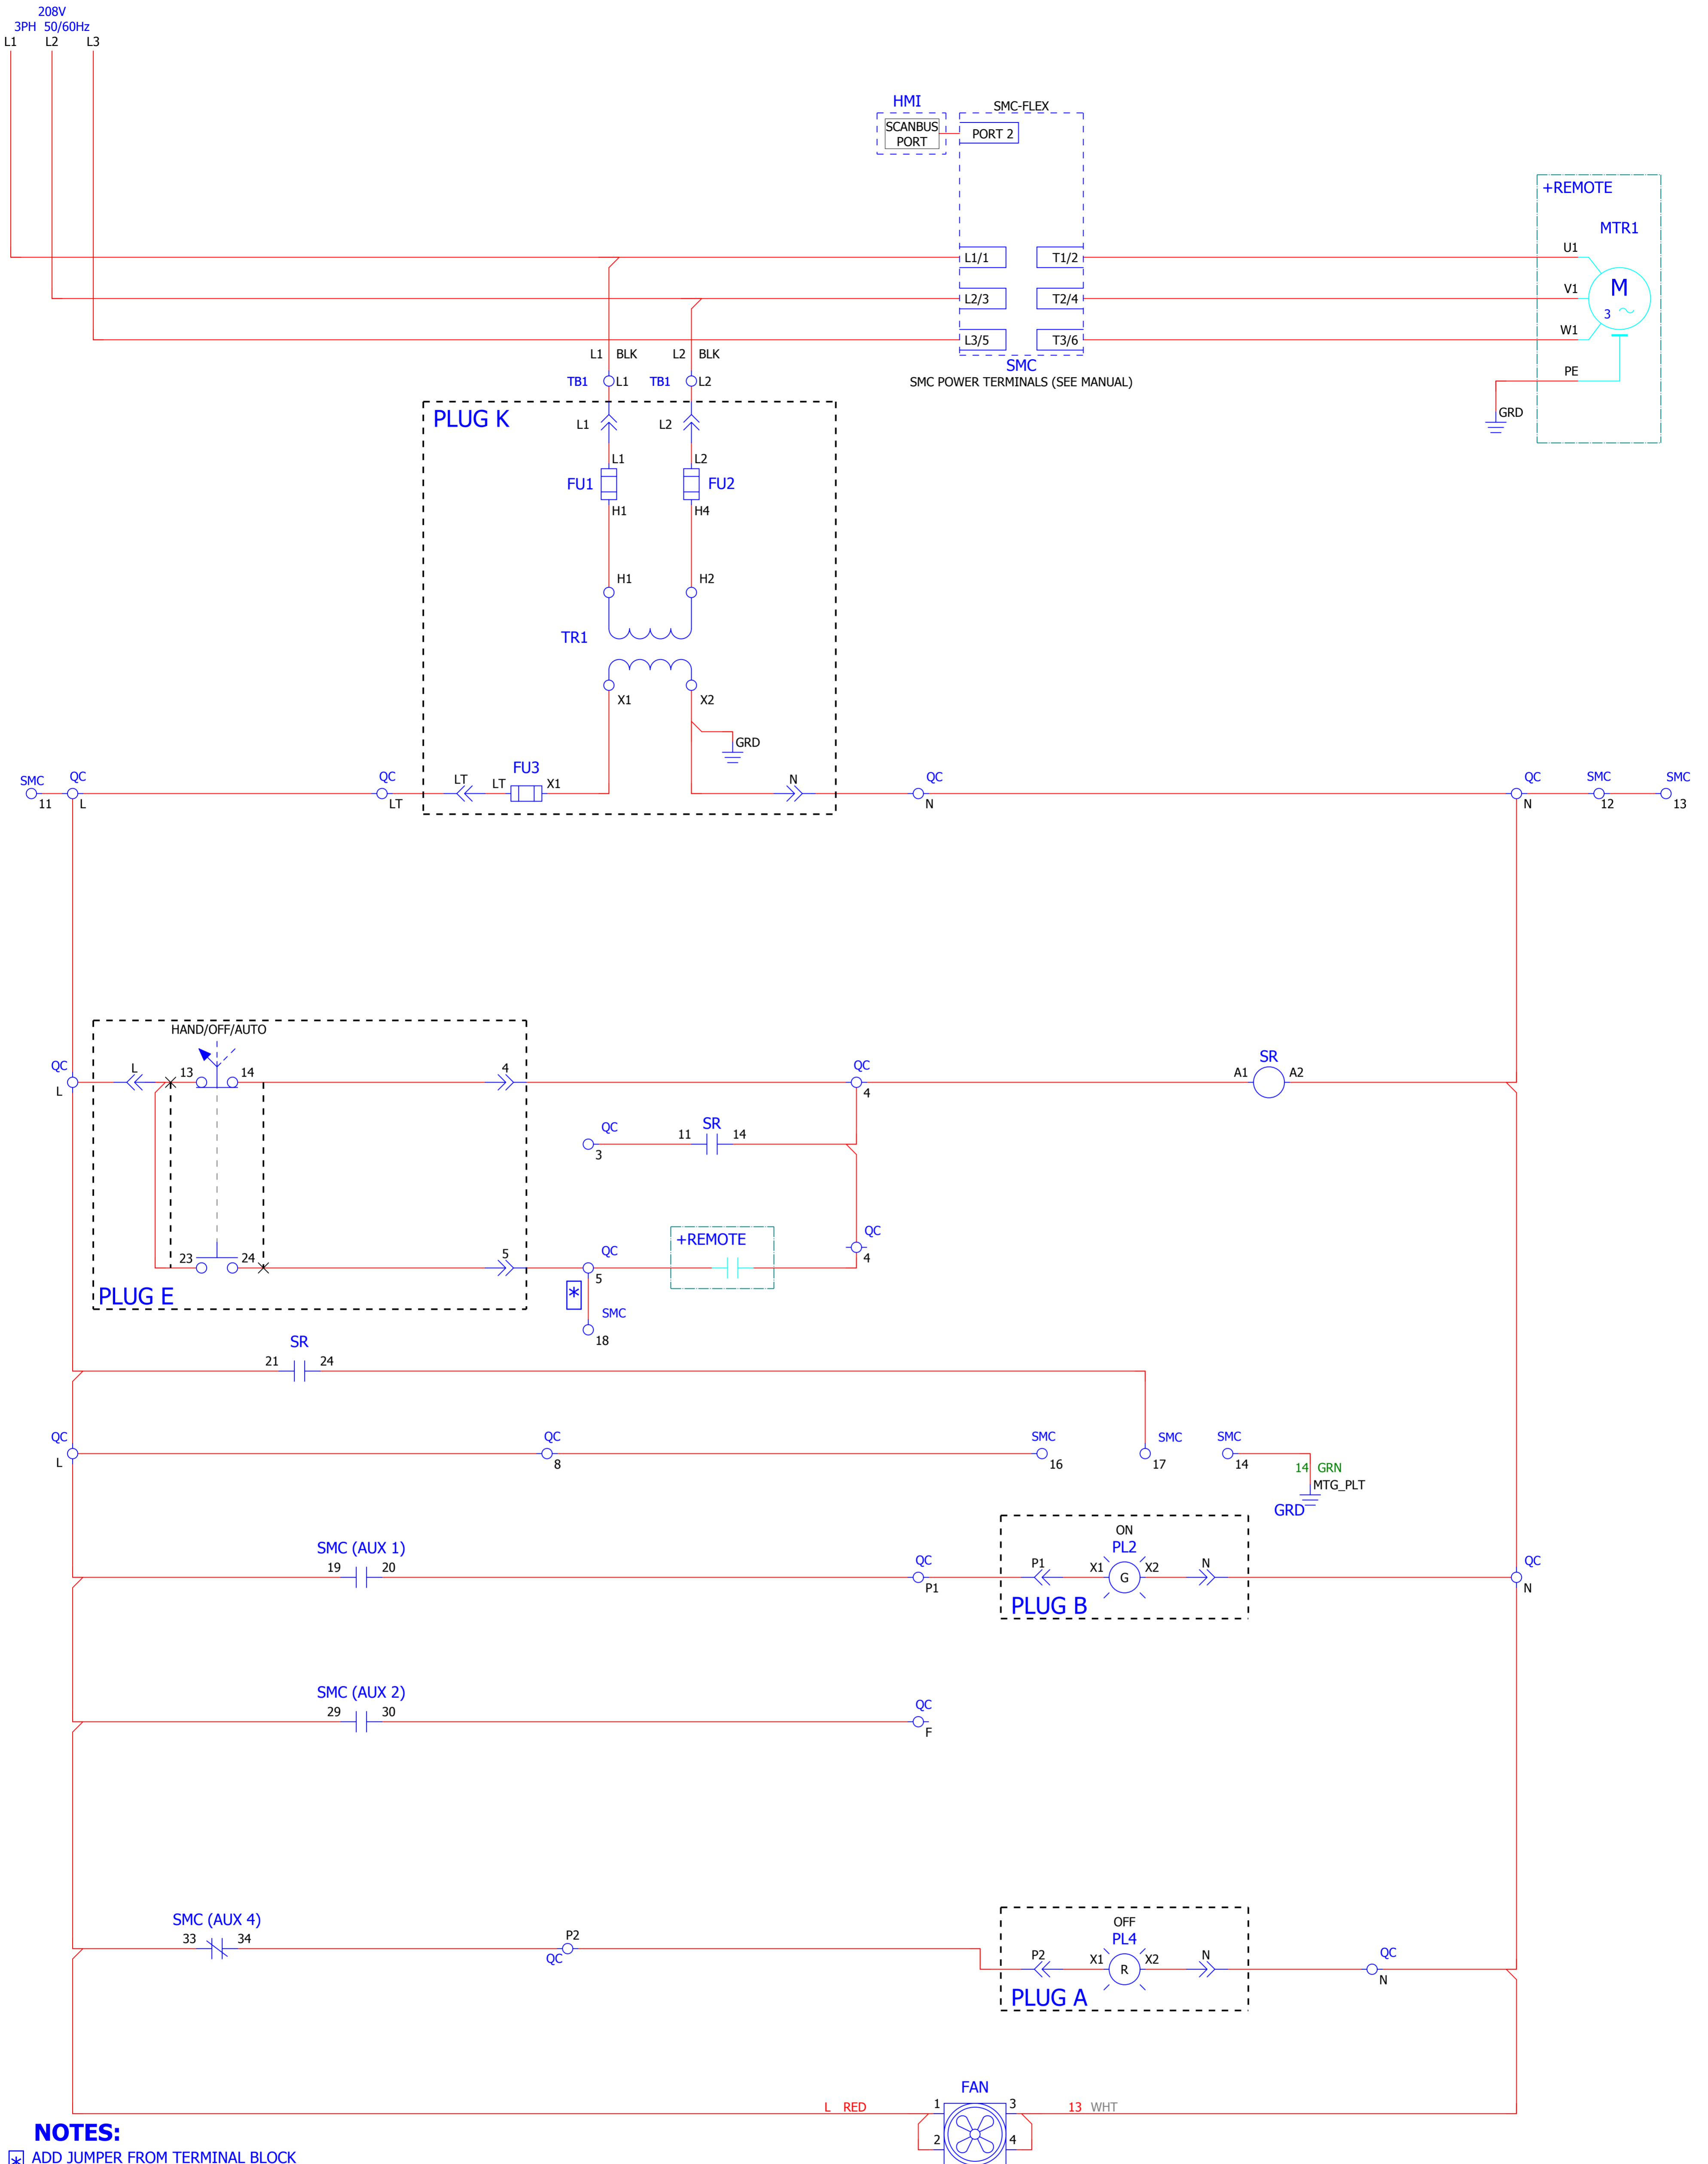 208V
3PH 50/60Hz
L1 L2 L3
HMI
SCANBUS
PORT
SMC-FLEX
PORT 2
+REMOTE
MTR1
L1/1 T1/2 U1
L2/3 T2/4 V1
M
3
L3/5 T3/6 W1
SMC
SMC POWER TERMINALS (SEE MANUAL)
PE
GRD
L1 BLK L2 BLK
TB1 L1 TB1 L2
PLUG K
L1 L2
L1 L2
FU1 FU2
H1 H4
H1 H2
TR1
X1 X2
GRD
SMC QC QC LT LT FU3 X1 N QC QC SMC SMC
11 L LT N N 12 13
HAND/OFF/AUTO
QC L 13 14 4 QC SR
L 4 A1 A2
QC 11 SR 14
3
QC
4
+REMOTE
23 24 5 QC
5
PLUG E
*
SMC
18
SR
21 24
QC QC SMC SMC SMC
L 8 16 17 14
14 GRN
MTG_PLT
GRD
ON
PL2
SMC (AUX 1)
19 20 QC P1 X1 G X2 N QC
P1 N
PLUG B
SMC (AUX 2)
29 30 QC
F
SMC (AUX 4)
33 34 P2
QC
OFF
PL4
P2 X1 R X2 N QC
N
PLUG A
FAN
L RED 1 3 13 WHT
2 4
NOTES:
* ADD JUMPER FROM TERMINAL BLOCK